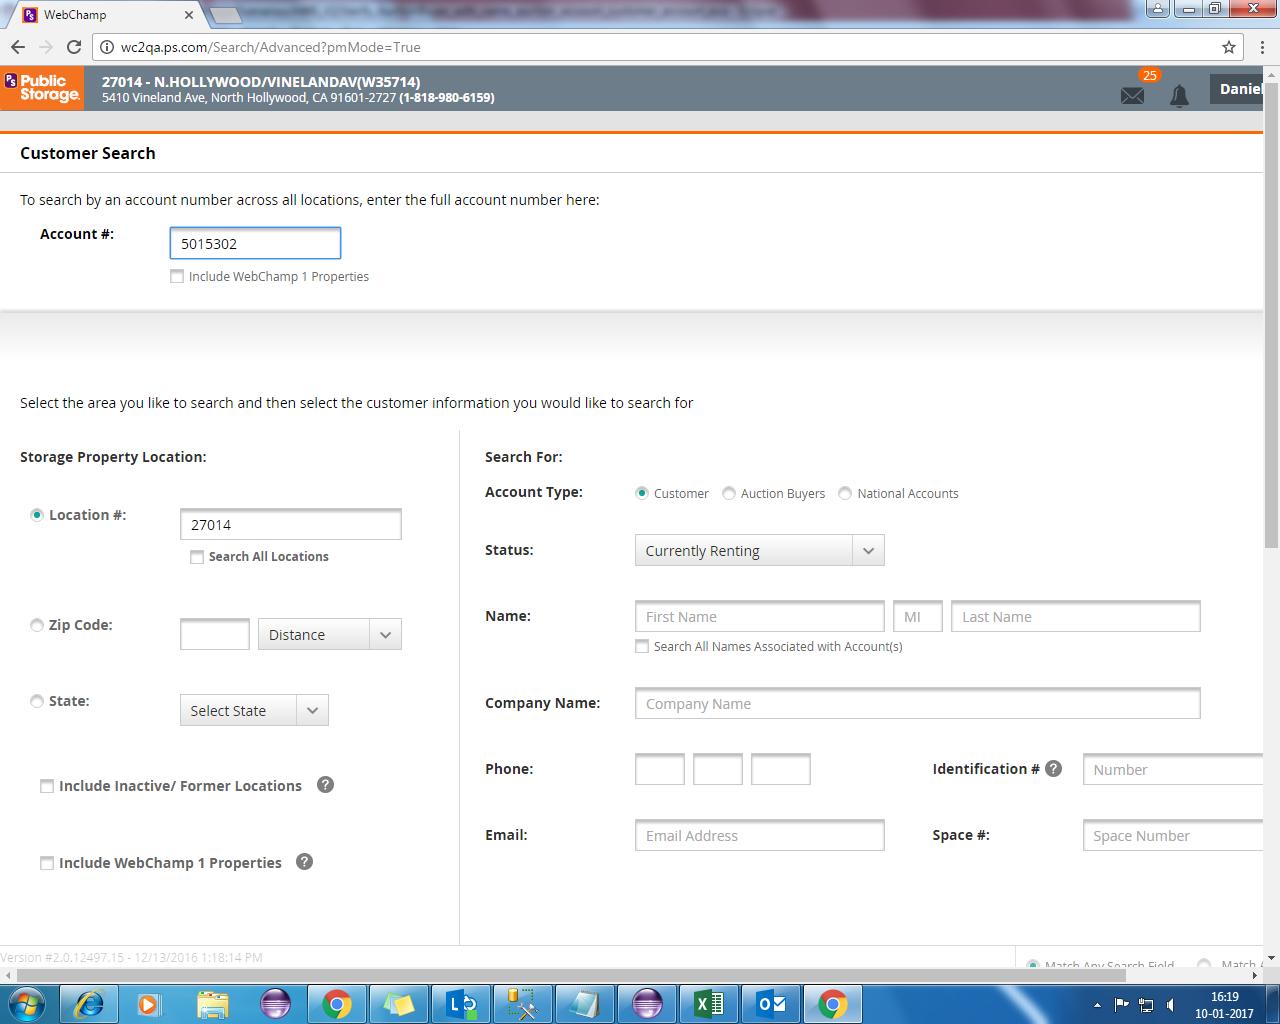 WebChamp
wc2qa.ps.com/Search/Advanced?pmMode=True
Ps Public Storage.
27014 - N.HOLLYWOOD/VINELANDAV(W35714)
5410 Vineland Ave, North Hollywood, CA 91601-2727 (1-818-980-6159)
25
Daniel
Customer Search
To search by an account number across all locations, enter the full account number here:
Account #:
5015302
Include WebChamp 1 Properties
Select the area you like to search and then select the customer information you would like to search for
Storage Property Location:
Location #:
27014
Search All Locations
Zip Code:
Distance
State:
Select State
Include Inactive/ Former Locations ?
Include WebChamp 1 Properties ?
Search For:
Account Type:
Customer
Auction Buyers
National Accounts
Status:
Currently Renting
Name:
First Name
MI
Last Name
Search All Names Associated with Account(s)
Company Name:
Company Name
Phone:
Identification # ?
Number
Email:
Email Address
Space #:
Space Number
Version #2.0.12497.15 - 12/13/2016 1:18:14 PM
Match Any Search Field
Match
16:19
10-01-2017